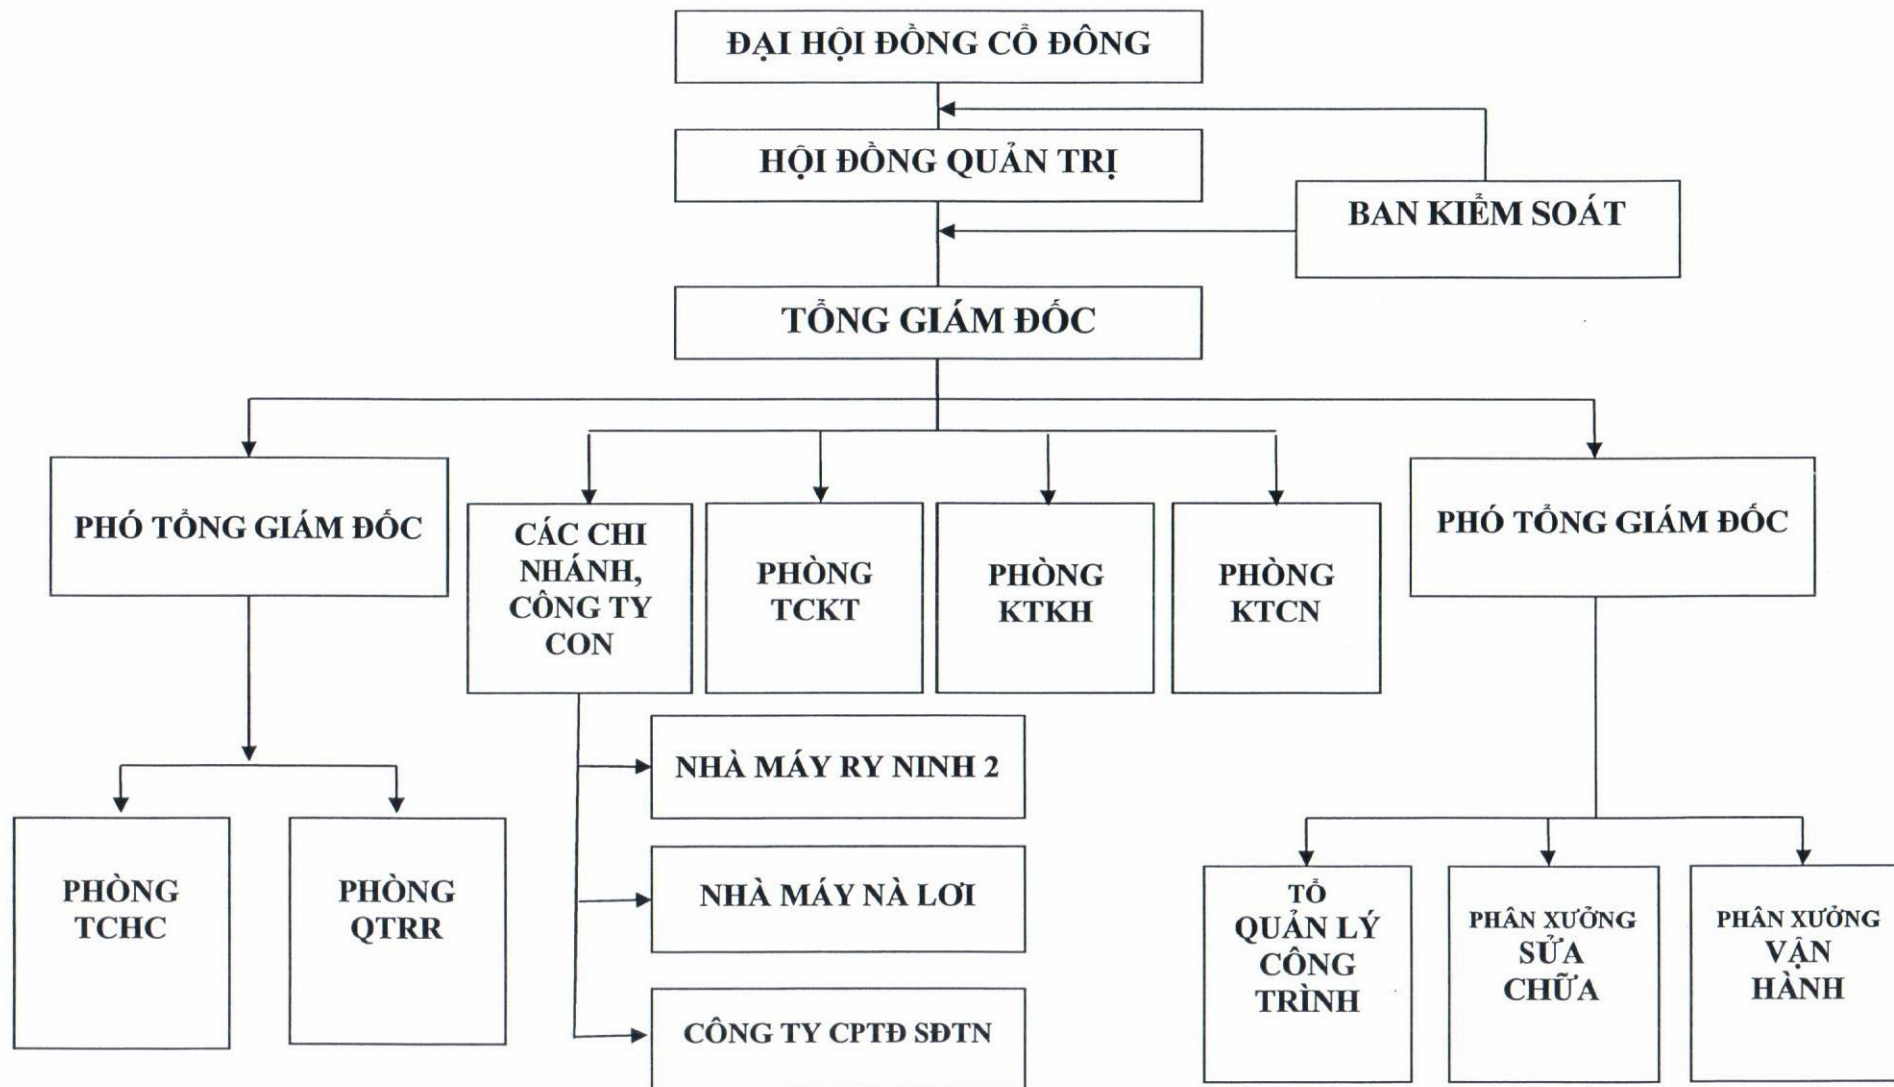 ĐẠI HỘI ĐỒNG CỔ ĐÔNG
HỘI ĐỒNG QUẢN TRỊ
BAN KIỂM SOÁT
TỔNG GIÁM ĐỐC
PHÓ TỔNG GIÁM ĐỐC
CÁC CHI
NHÁNH,
CÔNG TY
CON
PHÒNG
TCKT
PHÒNG
KTKH
PHÒNG
KTCN
PHÓ TỔNG GIÁM ĐỐC
NHÀ MÁY RY NINH 2
NHÀ MÁY NÀ LƠI
CÔNG TY CPTĐ SĐTN
PHÒNG
TCHC
PHÒNG
QTRR
TỔ
QUẢN LÝ
CÔNG
TRÌNH
PHÂN XƯỞNG
SỬA
CHỮA
PHÂN XƯỞNG
VẬN
HÀNH